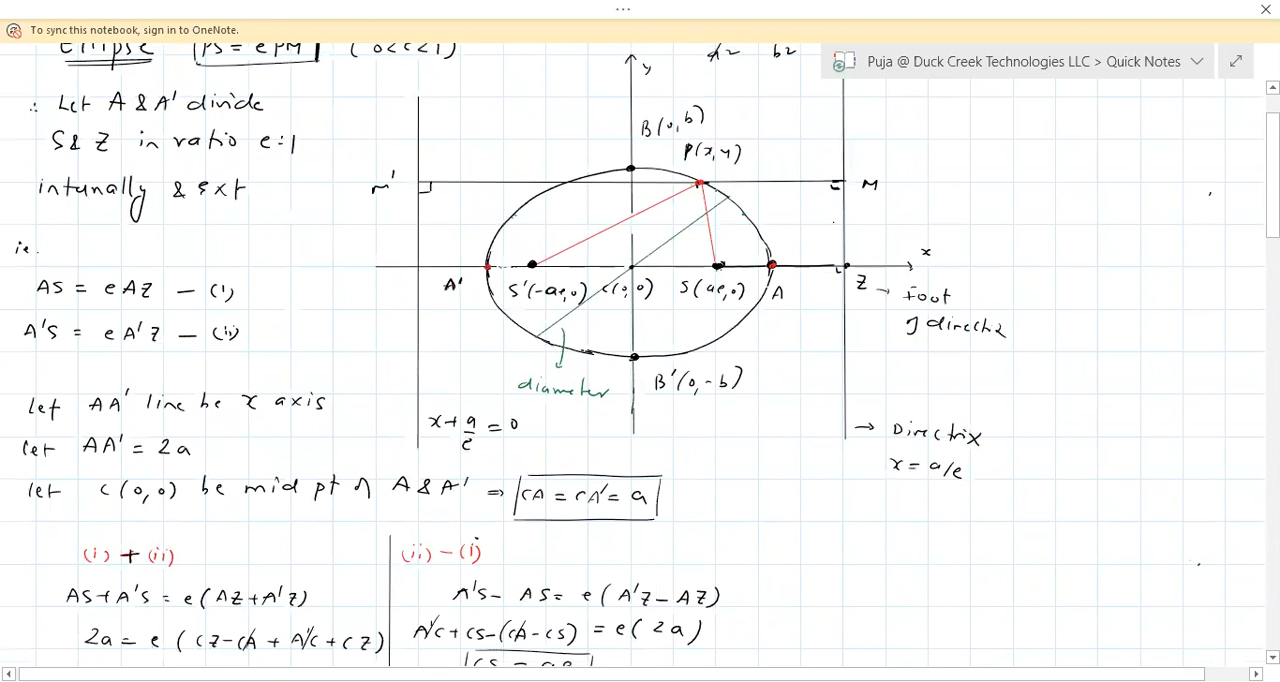 To sync this notebook, sign in to OneNote.
Puja @ Duck Creek Technologies LLC > Quick Notes
Ellipse PS = e PM (0<e<1)
∴ Let A & A' divide
S & Z in ratio e:1
internally & ext
ie.
AS = e AZ — (i)
A'S = e A'Z — (ii)
let AA' line be x axis
let AA' = 2a
let C(0,0) be mid pt of A & A' ⇒ CA = CA' = a
(i) + (ii)
AS + A'S = e(AZ + A'Z)
2a = e (CZ-CA + A'C + CZ)
(ii) - (i)
A'S - AS = e(A'Z - AZ)
A'C + CS - (CA - CS) = e(2a)
CS = ae
y
B(0,b)
P(x,y)
M'
M
x
A'
S'(-ae,0)
C(0,0)
S(ae,0)
A
Z → Foot
of directrix
diameter
B'(0,-b)
x + a/e = 0
→ Directrix
x = a/e